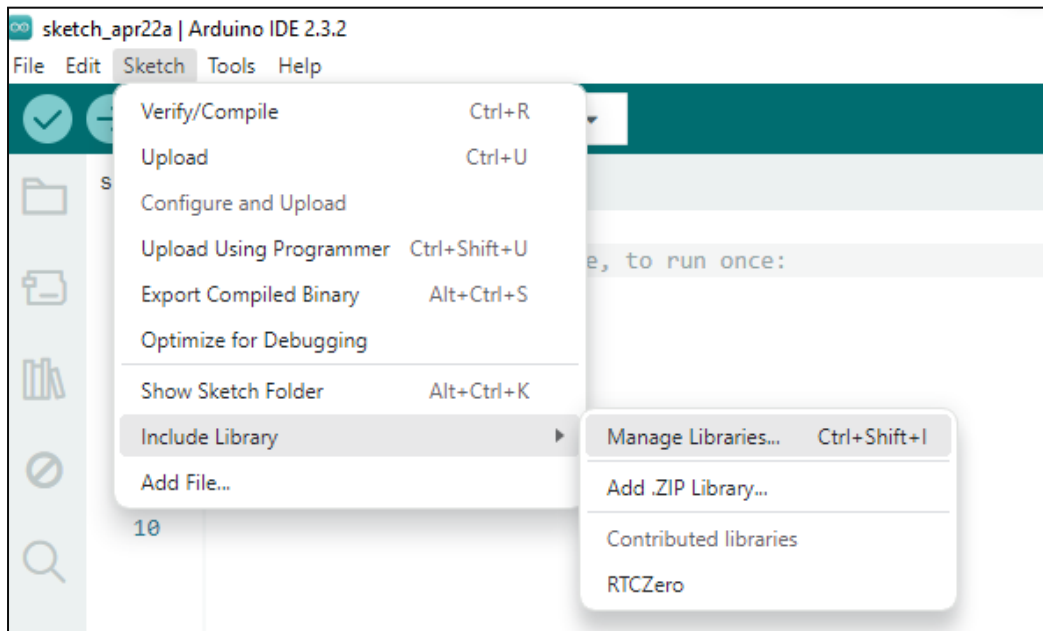 sketch_apr22a | Arduino IDE 2.3.2
File Edit Sketch Tools Help
Verify/Compile Ctrl+R
Upload Ctrl+U
s
Configure and Upload
Upload Using Programmer Ctrl+Shift+U
e, to run once:
Export Compiled Binary Alt+Ctrl+S
Optimize for Debugging
Show Sketch Folder Alt+Ctrl+K
Include Library Manage Libraries... Ctrl+Shift+I
Add File... Add .ZIP Library...
10 Contributed libraries
RTCZero